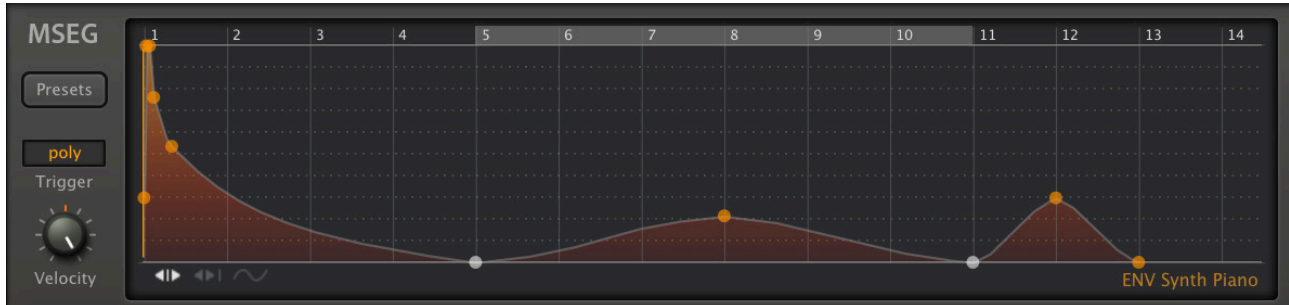 MSEG
1 2 3 4 5 6 7 8 9 10 11 12 13 14
Presets
poly
Trigger
Velocity
ENV Synth Piano